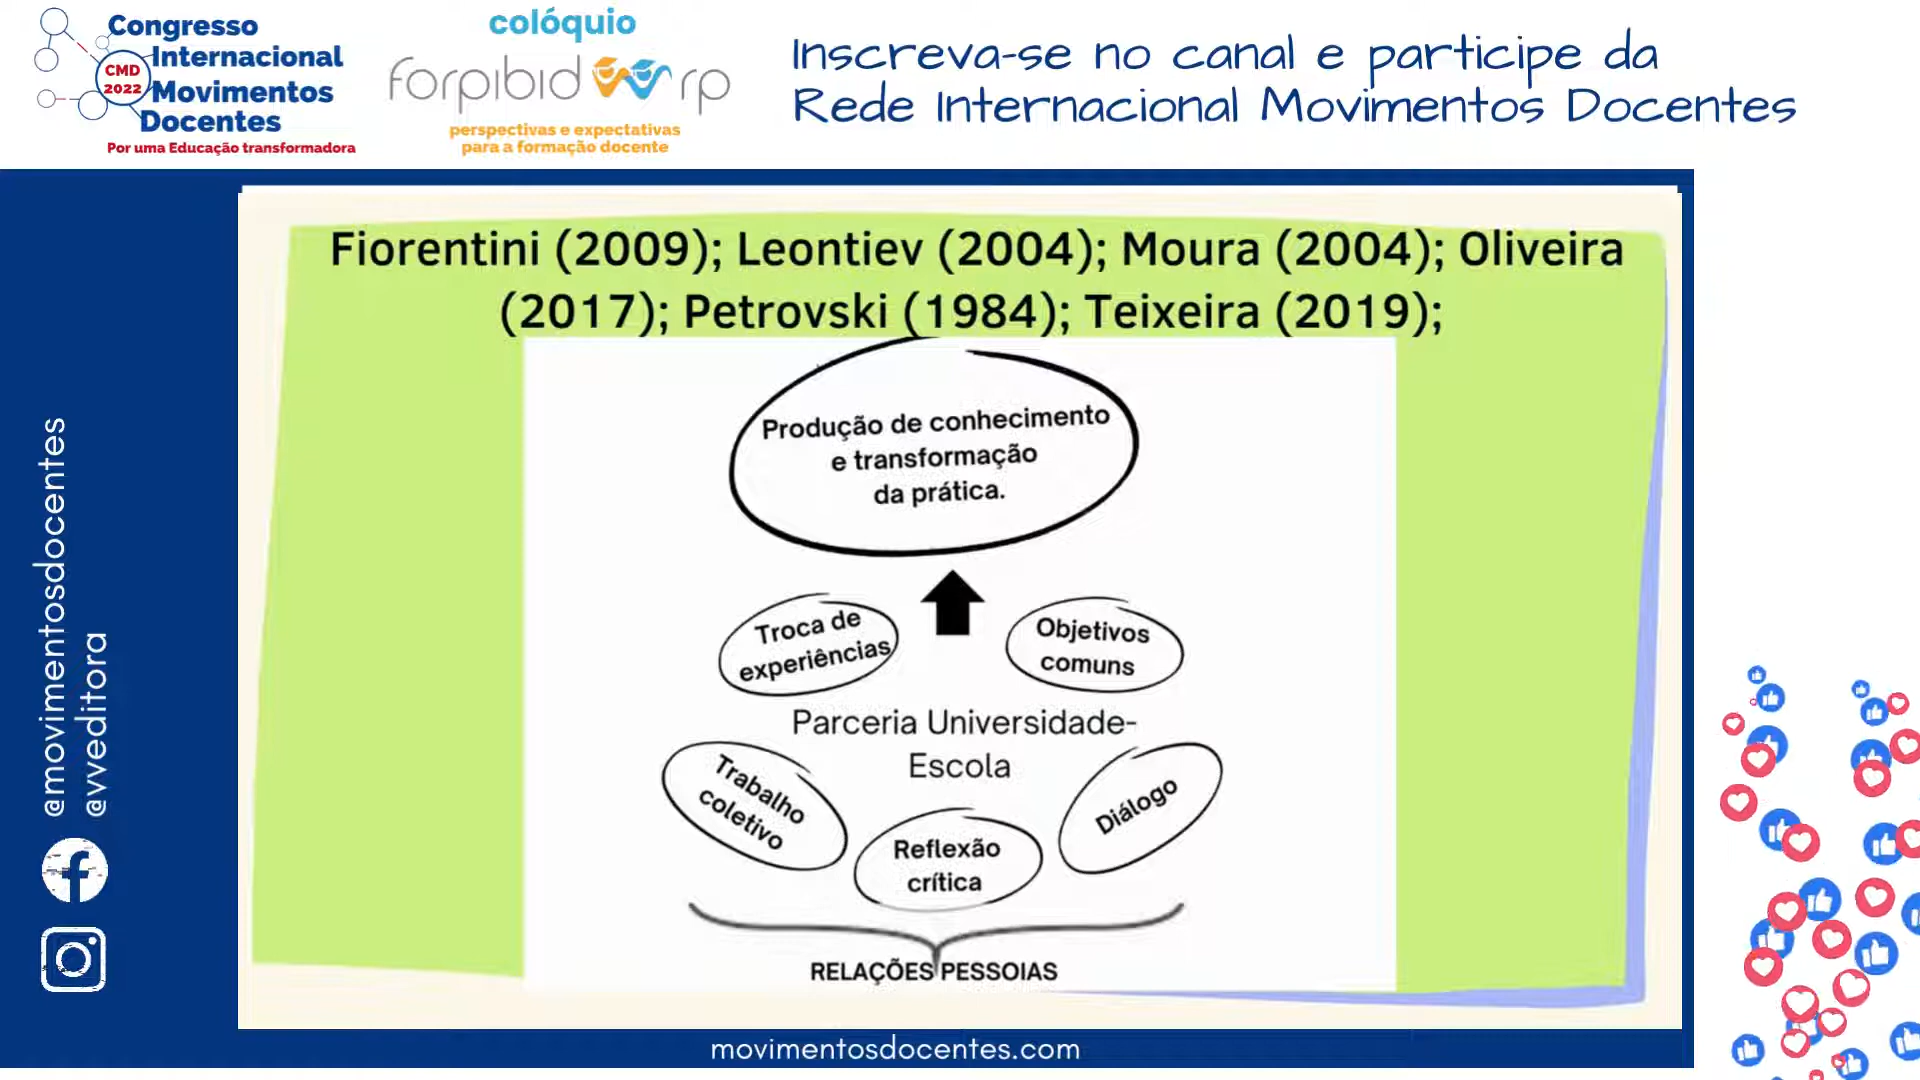 Congresso
Internacional
CMD
2022
Movimentos
Docentes
Por uma Educação transformadora
colóquio
forpibid rp
perspectivas e expectativas
para a formação docente
Inscreva-se no canal e participe da
Rede Internacional Movimentos Docentes
Fiorentini (2009); Leontiev (2004); Moura (2004); Oliveira
(2017); Petrovski (1984); Teixeira (2019);
Produção de conhecimento
e transformação
da prática.
Troca de
experiências
Objetivos
comuns
Parceria Universidade-
Escola
Trabalho
coletivo
Reflexão
crítica
Diálogo
RELAÇÕES PESSOIAS
@movimentosdocentes
@vveditora
movimentosdocentes.com